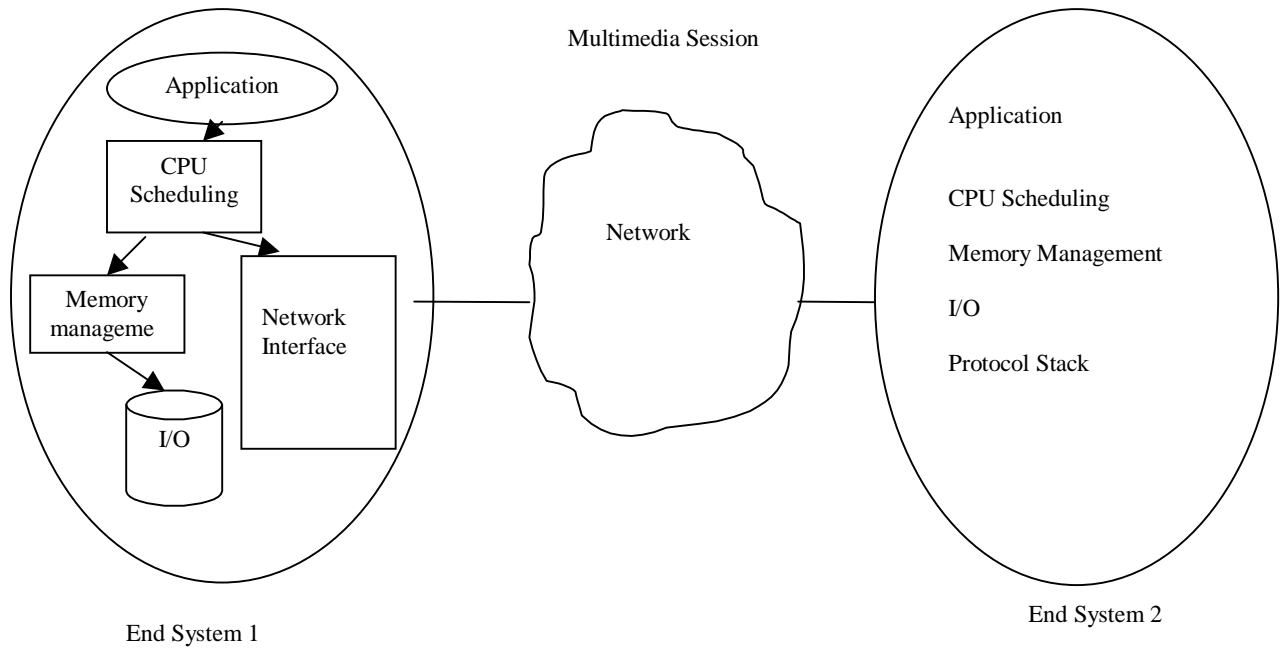 Multimedia Session
Application
CPU
Scheduling
Memory
manageme
Network
Interface
I/O
End System 1
Network
Application
CPU Scheduling
Memory Management
I/O
Protocol Stack
End System 2